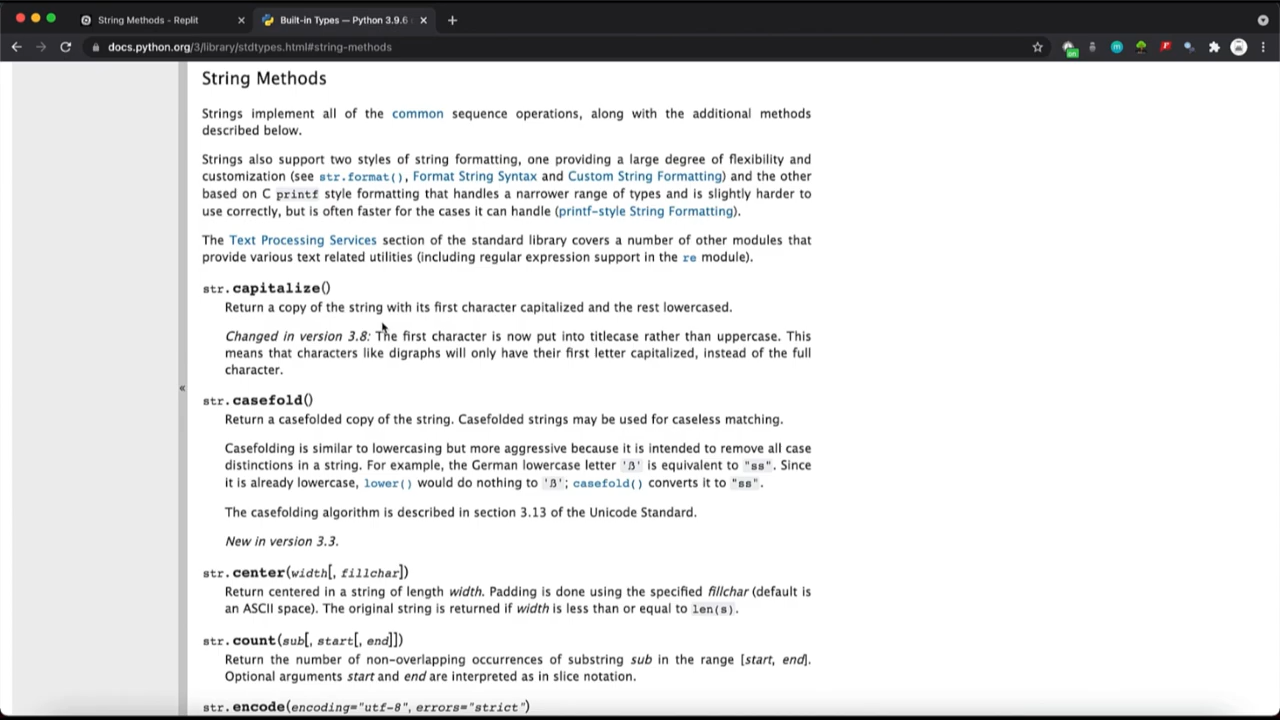 String Methods - Replit
Built-in Types — Python 3.9.6
docs.python.org/3/library/stdtypes.html#string-methods
String Methods
Strings implement all of the common sequence operations, along with the additional methods
described below.
Strings also support two styles of string formatting, one providing a large degree of flexibility and
customization (see str.format(), Format String Syntax and Custom String Formatting) and the other
based on C printf style formatting that handles a narrower range of types and is slightly harder to
use correctly, but is often faster for the cases it can handle (printf-style String Formatting).
The Text Processing Services section of the standard library covers a number of other modules that
provide various text related utilities (including regular expression support in the re module).
str.capitalize()
Return a copy of the string with its first character capitalized and the rest lowercased.
Changed in version 3.8: The first character is now put into titlecase rather than uppercase. This
means that characters like digraphs will only have their first letter capitalized, instead of the full
character.
str.casefold()
Return a casefolded copy of the string. Casefolded strings may be used for caseless matching.
Casefolding is similar to lowercasing but more aggressive because it is intended to remove all case
distinctions in a string. For example, the German lowercase letter 'ß' is equivalent to "ss". Since
it is already lowercase, lower() would do nothing to 'ß'; casefold() converts it to "ss".
The casefolding algorithm is described in section 3.13 of the Unicode Standard.
New in version 3.3.
str.center(width[, fillchar])
Return centered in a string of length width. Padding is done using the specified fillchar (default is
an ASCII space). The original string is returned if width is less than or equal to len(s).
str.count(sub[, start[, end]])
Return the number of non-overlapping occurrences of substring sub in the range [start, end].
Optional arguments start and end are interpreted as in slice notation.
str.encode(encoding="utf-8", errors="strict")